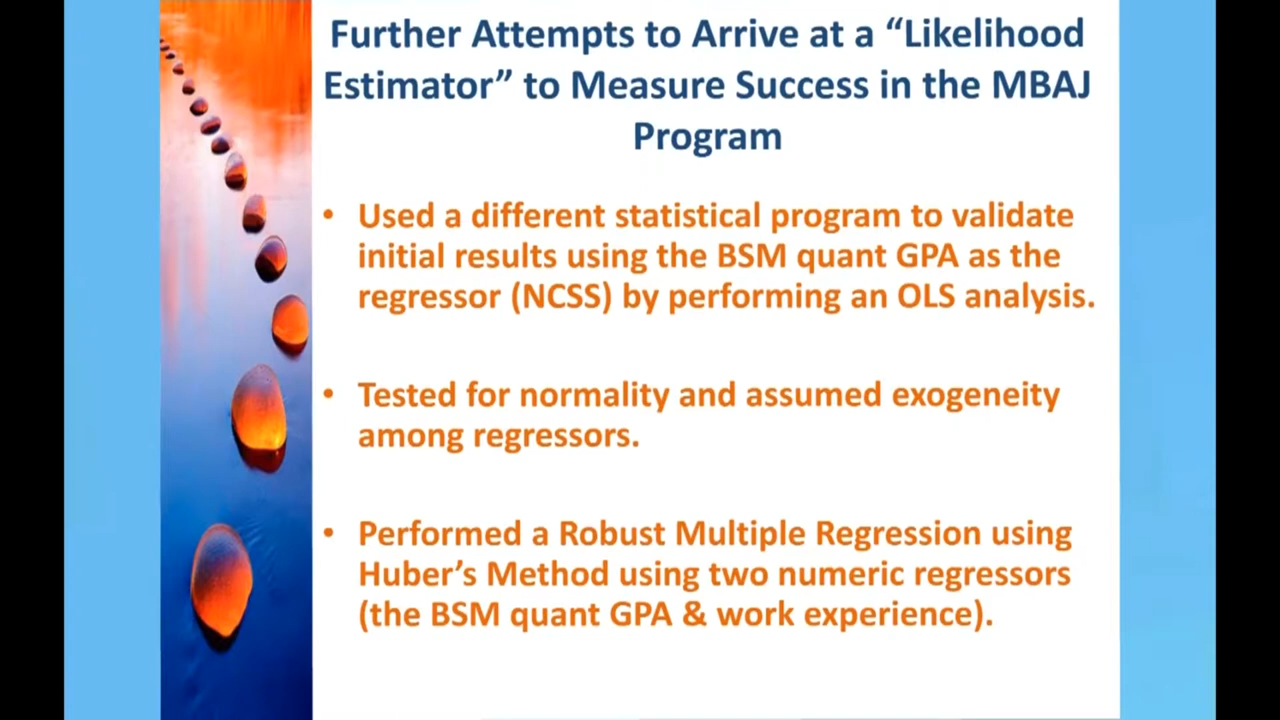 Further Attempts to Arrive at a “Likelihood
Estimator” to Measure Success in the MBAJ
Program
• Used a different statistical program to validate
initial results using the BSM quant GPA as the
regressor (NCSS) by performing an OLS analysis.
• Tested for normality and assumed exogeneity
among regressors.
• Performed a Robust Multiple Regression using
Huber’s Method using two numeric regressors
(the BSM quant GPA & work experience).